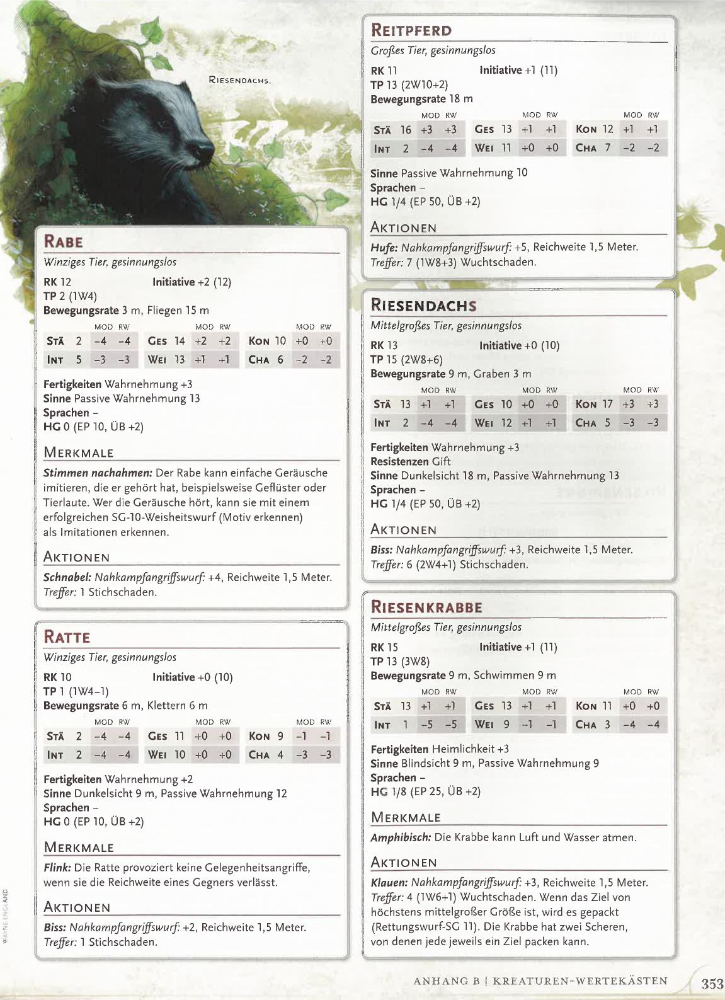 RIESENDACHS.
RABE
Winziges Tier, gesinnungslos
RK 12 Initiative +2 (12)
TP 2 (1W4)
Bewegungsrate 3 m, Fliegen 15 m
MOD RW MOD RW MOD RW
STÄ 2 –4 –4 GES 14 +2 +2 KON 10 +0 +0
INT 5 –3 –3 WEI 13 +1 +1 CHA 6 –2 –2
Fertigkeiten Wahrnehmung +3
Sinne Passive Wahrnehmung 13
Sprachen –
HG 0 (EP 10, ÜB +2)
MERKMALE
Stimmen nachahmen: Der Rabe kann einfache Geräusche
imitieren, die er gehört hat, beispielsweise Geflüster oder
Tierlaute. Wer die Geräusche hört, kann sie mit einem
erfolgreichen SG-10-Weisheitswurf (Motiv erkennen)
als Imitationen erkennen.
AKTIONEN
Schnabel: Nahkampfangriffswurf: +4, Reichweite 1,5 Meter.
Treffer: 1 Stichschaden.
RATTE
Winziges Tier, gesinnungslos
RK 10 Initiative +0 (10)
TP 1 (1W4–1)
Bewegungsrate 6 m, Klettern 6 m
MOD RW MOD RW MOD RW
STÄ 2 –4 –4 GES 11 +0 +0 KON 9 –1 –1
INT 2 –4 –4 WEI 10 +0 +0 CHA 4 –3 –3
Fertigkeiten Wahrnehmung +2
Sinne Dunkelsicht 9 m, Passive Wahrnehmung 12
Sprachen –
HG 0 (EP 10, ÜB +2)
MERKMALE
Flink: Die Ratte provoziert keine Gelegenheitsangriffe,
wenn sie die Reichweite eines Gegners verlässt.
AKTIONEN
Biss: Nahkampfangriffswurf: +2, Reichweite 1,5 Meter.
Treffer: 1 Stichschaden.
WAYNE ENGLAND
REITPFERD
Großes Tier, gesinnungslos
RK 11 Initiative +1 (11)
TP 13 (2W10+2)
Bewegungsrate 18 m
MOD RW MOD RW MOD RW
STÄ 16 +3 +3 GES 13 +1 +1 KON 12 +1 +1
INT 2 –4 –4 WEI 11 +0 +0 CHA 7 –2 –2
Sinne Passive Wahrnehmung 10
Sprachen –
HG 1/4 (EP 50, ÜB +2)
AKTIONEN
Hufe: Nahkampfangriffswurf: +5, Reichweite 1,5 Meter.
Treffer: 7 (1W8+3) Wuchtschaden.
RIESENDACHS
Mittelgroßes Tier, gesinnungslos
RK 13 Initiative +0 (10)
TP 15 (2W8+6)
Bewegungsrate 9 m, Graben 3 m
MOD RW MOD RW MOD RW
STÄ 13 +1 +1 GES 10 +0 +0 KON 17 +3 +3
INT 2 –4 –4 WEI 12 +1 +1 CHA 5 –3 –3
Fertigkeiten Wahrnehmung +3
Resistenzen Gift
Sinne Dunkelsicht 18 m, Passive Wahrnehmung 13
Sprachen –
HG 1/4 (EP 50, ÜB +2)
AKTIONEN
Biss: Nahkampfangriffswurf: +3, Reichweite 1,5 Meter.
Treffer: 6 (2W4+1) Stichschaden.
RIESENKRABBE
Mittelgroßes Tier, gesinnungslos
RK 15 Initiative +1 (11)
TP 13 (3W8)
Bewegungsrate 9 m, Schwimmen 9 m
MOD RW MOD RW MOD RW
STÄ 13 +1 +1 GES 13 +1 +1 KON 11 +0 +0
INT 1 –5 –5 WEI 9 –1 –1 CHA 3 –4 –4
Fertigkeiten Heimlichkeit +3
Sinne Blindsicht 9 m, Passive Wahrnehmung 9
Sprachen –
HG 1/8 (EP 25, ÜB +2)
MERKMALE
Amphibisch: Die Krabbe kann Luft und Wasser atmen.
AKTIONEN
Klauen: Nahkampfangriffswurf: +3, Reichweite 1,5 Meter.
Treffer: 4 (1W6+1) Wuchtschaden. Wenn das Ziel von
höchstens mittelgroßer Größe ist, wird es gepackt
(Rettungswurf-SG 11). Die Krabbe hat zwei Scheren,
von denen jede jeweils ein Ziel packen kann.
ANHANG B | KREATUREN-WERTEKÄSTEN 353